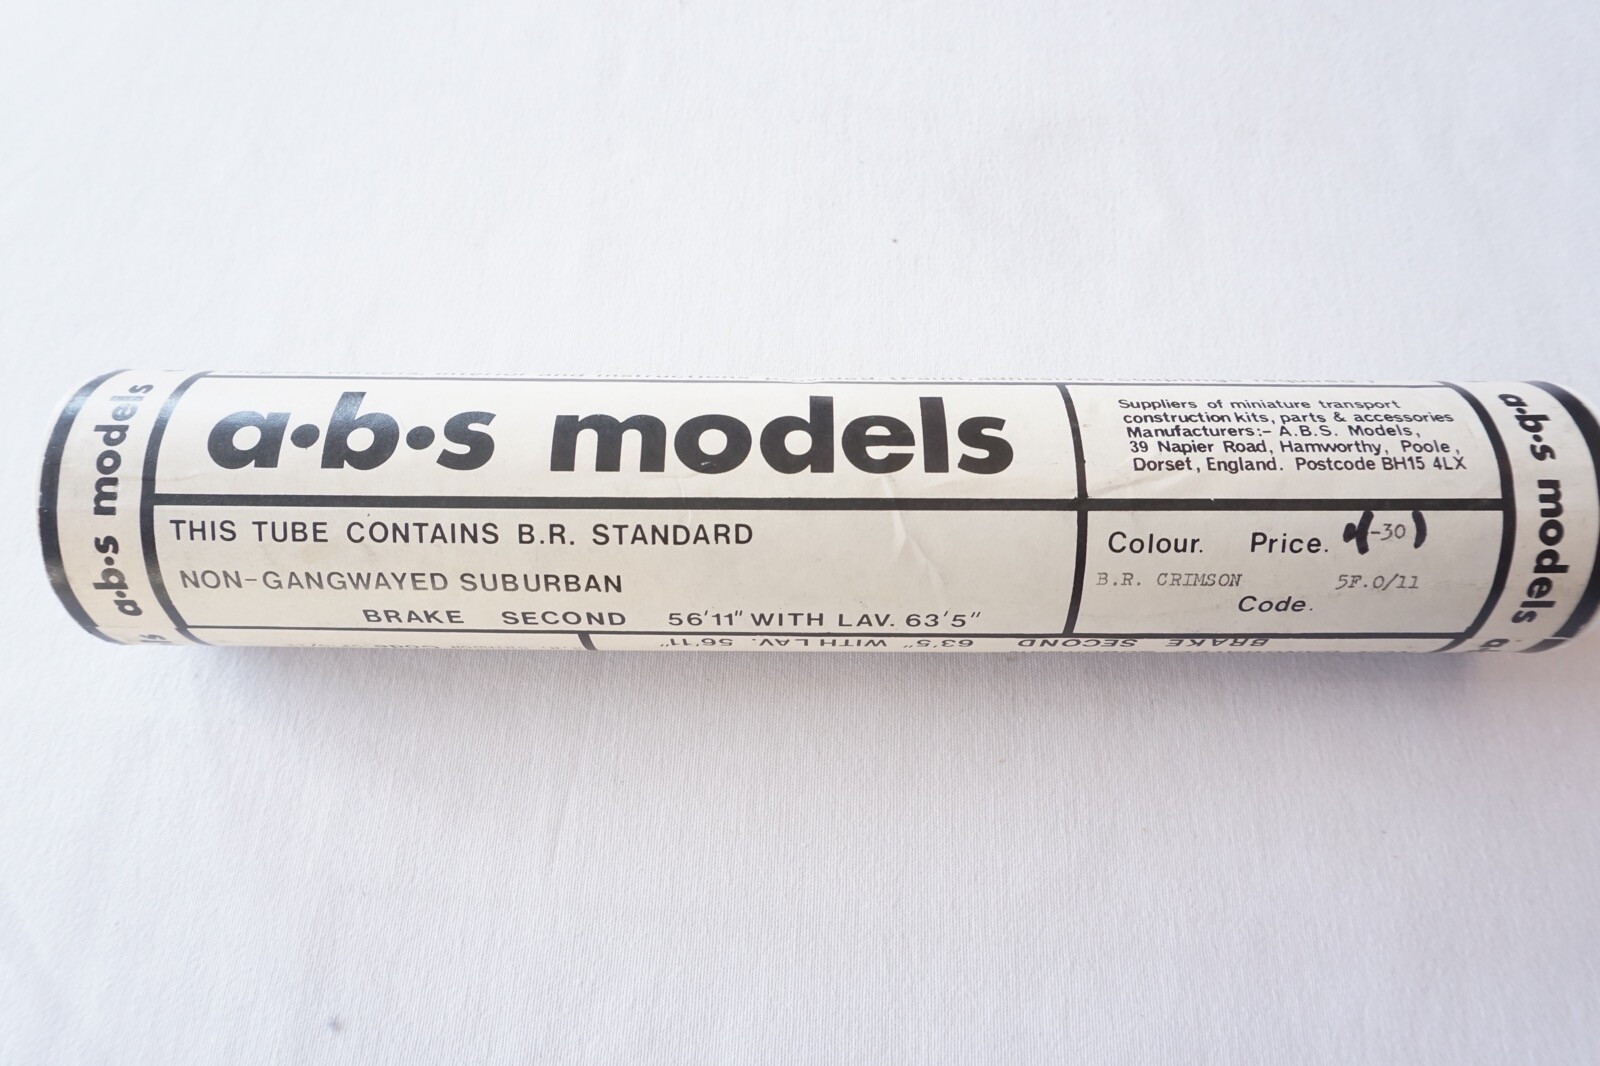 a·b·s models
a·b·s models
Suppliers of miniature transport
construction kits, parts & accessories
Manufacturers:- A.B.S. Models,
39 Napier Road, Hamworthy, Poole,
Dorset, England. Postcode BH15 4LX
THIS TUBE CONTAINS B.R. STANDARD
NON-GANGWAYED SUBURBAN
BRAKE SECOND 56'11" WITH LAV. 63'5"
Colour. Price. -30
B.R. CRIMSON 5F.0/11
Code.
a·b·s models
BRAKE SECOND 63'5" WITH LAV. 56'11"